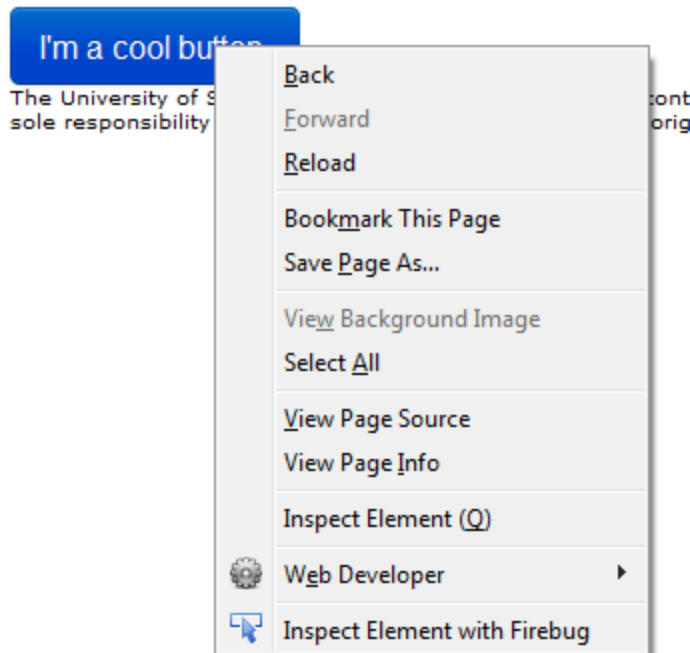 I'm a cool button
Back
The University of S cont
Forward
sole responsibility orig
Reload
Bookmark This Page
Save Page As...
View Background Image
Select All
View Page Source
View Page Info
Inspect Element (Q)
Web Developer
Inspect Element with Firebug